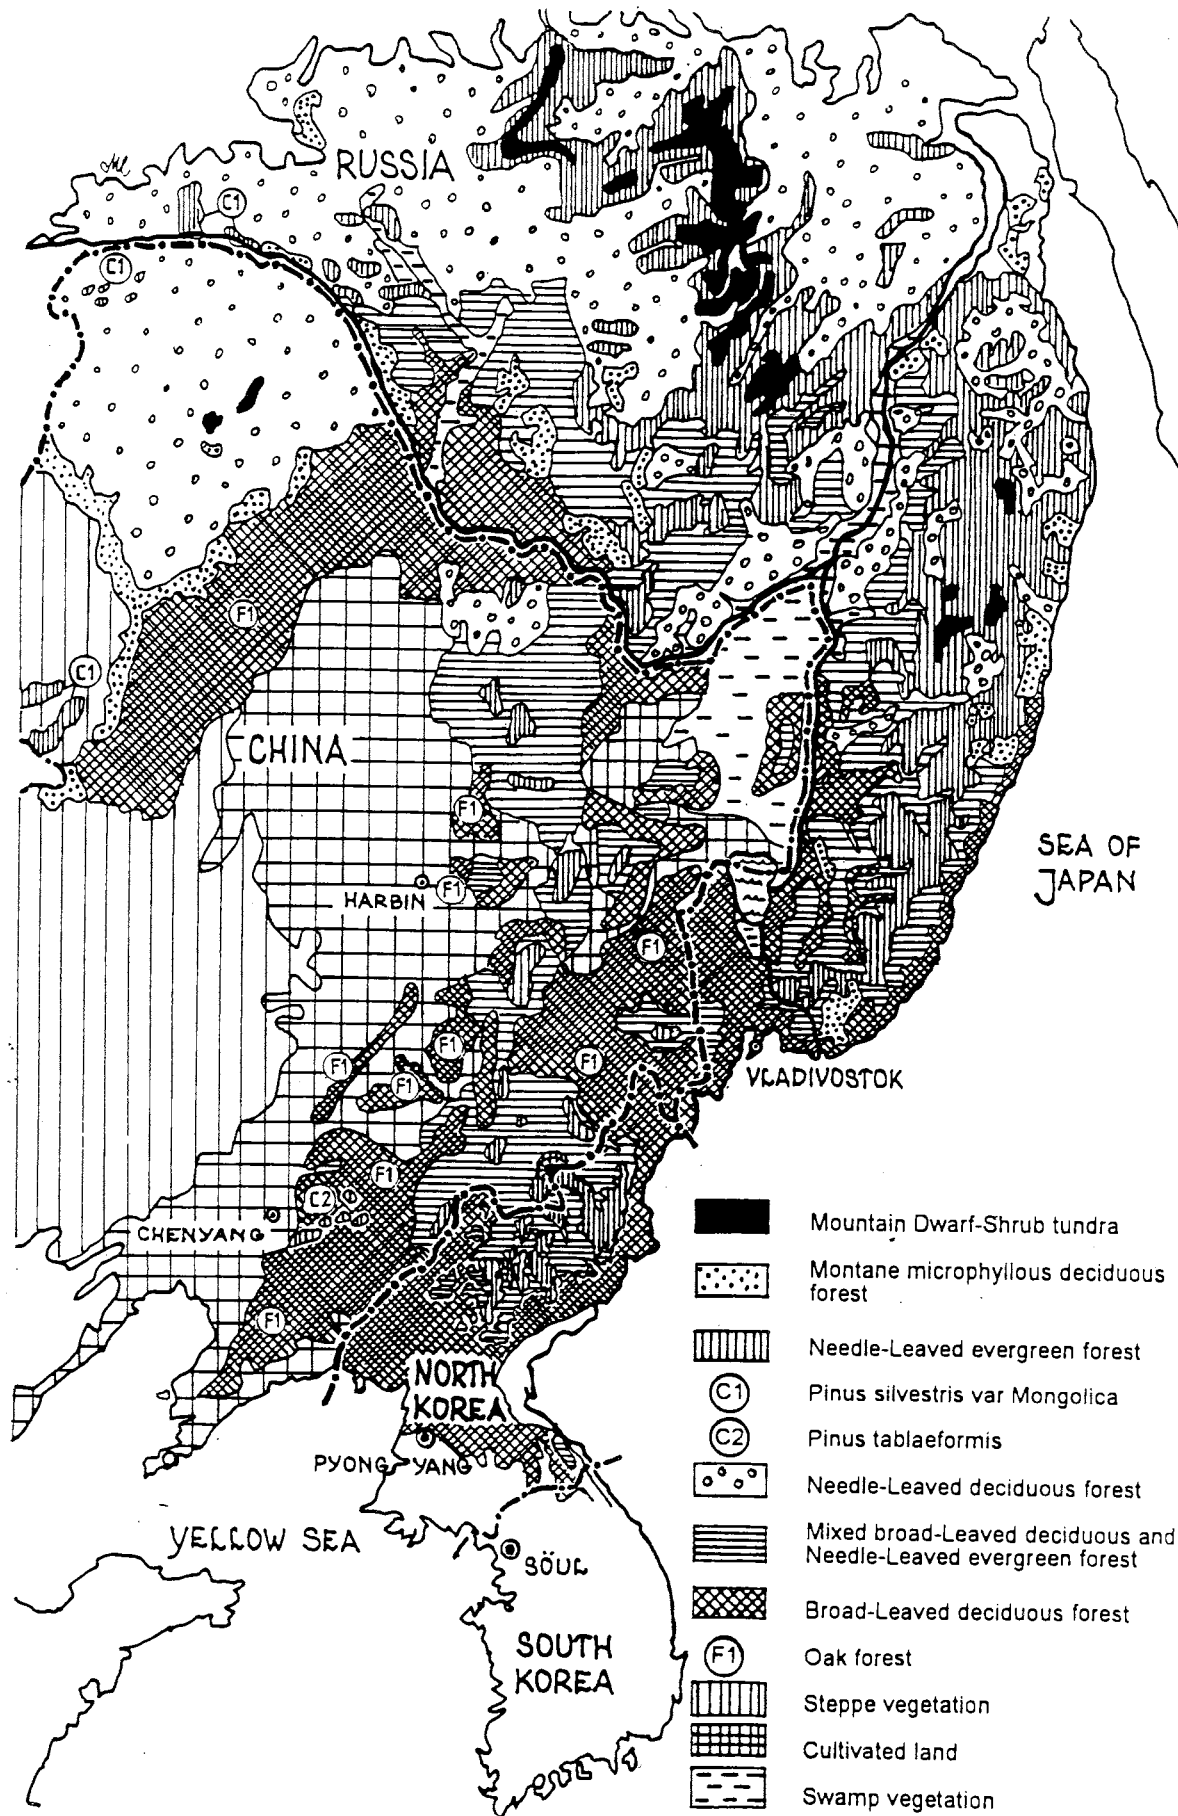 RUSSIA
C1
C1
F1
C1
CHINA
F1
SEA OF
JAPAN
HARBIN
F1
F1
F1
F1
F1
F1
VLADIVOSTOK
F1
C2
CHENYANG
F1
NORTH
KOREA
PYONG YANG
YELLOW SEA
SÖUL
SOUTH
KOREA
Mountain Dwarf-Shrub tundra
Montane microphyllous deciduous
forest
Needle-Leaved evergreen forest
C1 Pinus silvestris var Mongolica
C2 Pinus tablaeformis
Needle-Leaved deciduous forest
Mixed broad-Leaved deciduous and
Needle-Leaved evergreen forest
Broad-Leaved deciduous forest
F1 Oak forest
Steppe vegetation
Cultivated land
Swamp vegetation